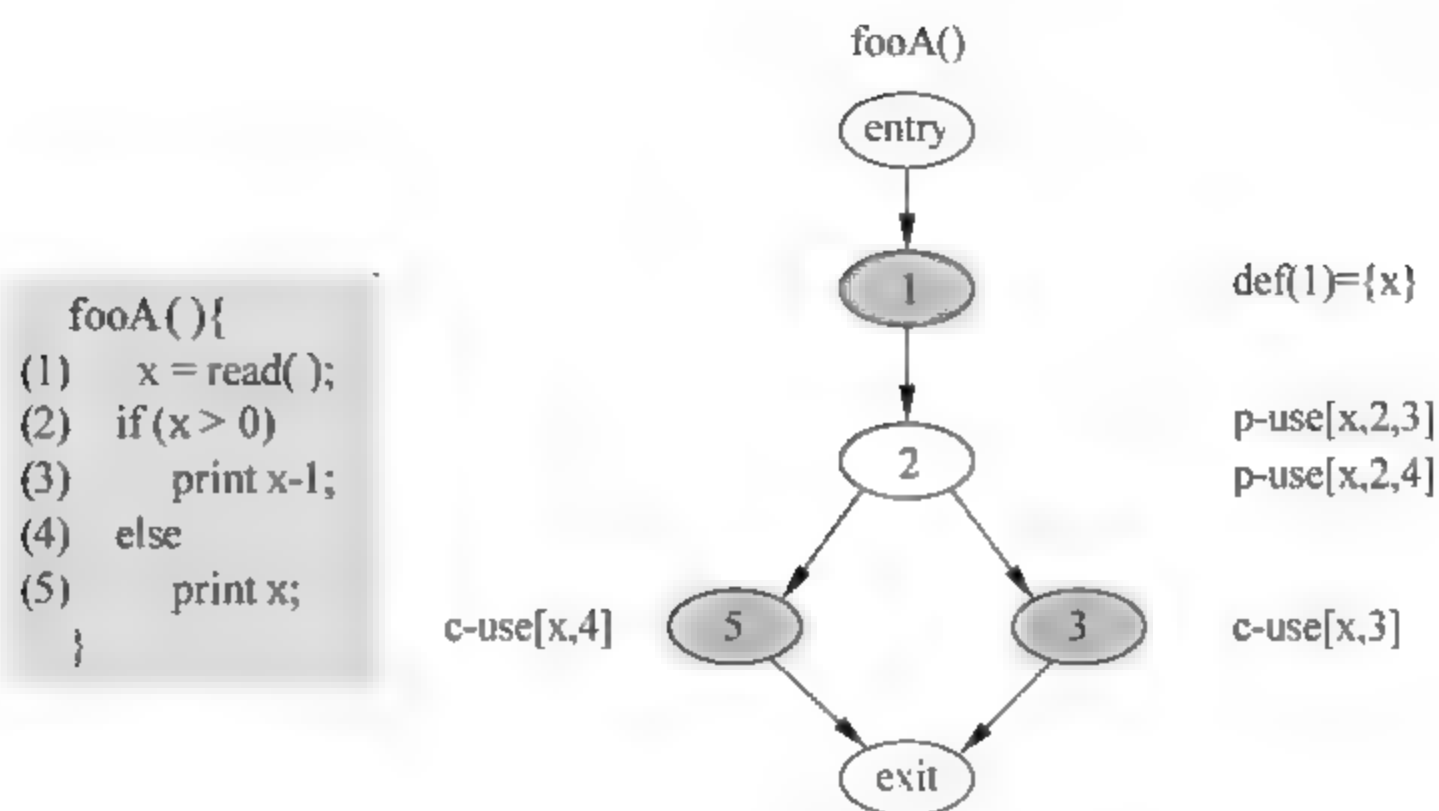 fooA( ){
(1) x = read( );
(2) if (x > 0)
(3) print x-1;
(4) else
(5) print x;
}
fooA()
entry
1
def(1)={x}
2
p-use[x,2,3]
p-use[x,2,4]
c-use[x,4]
5
3
c-use[x,3]
exit